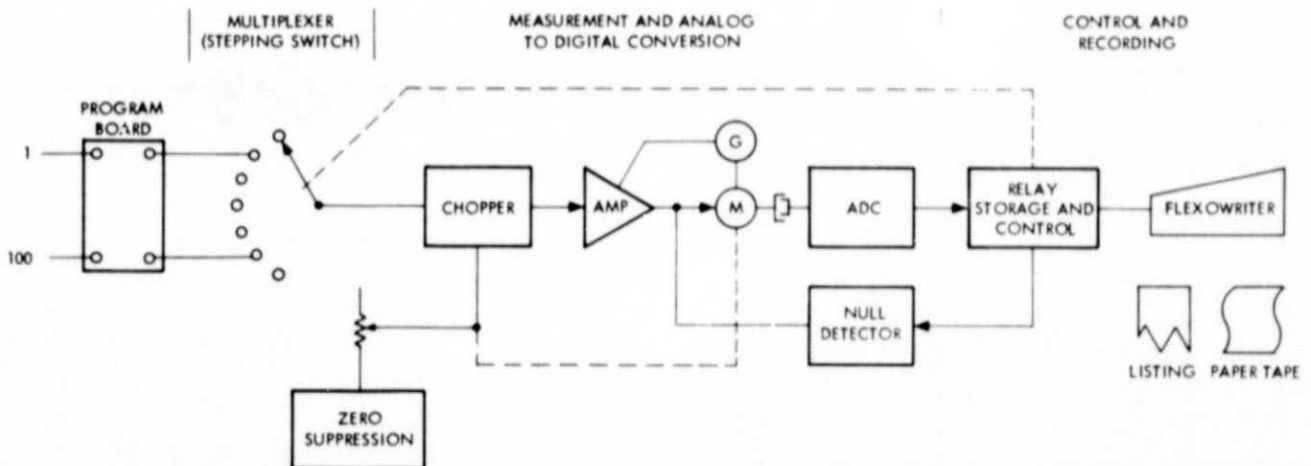 MULTIPLEXER
(STEPPING SWITCH)
MEASUREMENT AND ANALOG
TO DIGITAL CONVERSION
CONTROL AND
RECORDING
PROGRAM
BOARD
1
100
CHOPPER
AMP
G
M
ADC
RELAY
STORAGE AND
CONTROL
FLEXOWRITER
NULL
DETECTOR
LISTING
PAPER TAPE
ZERO
SUPPRESSION